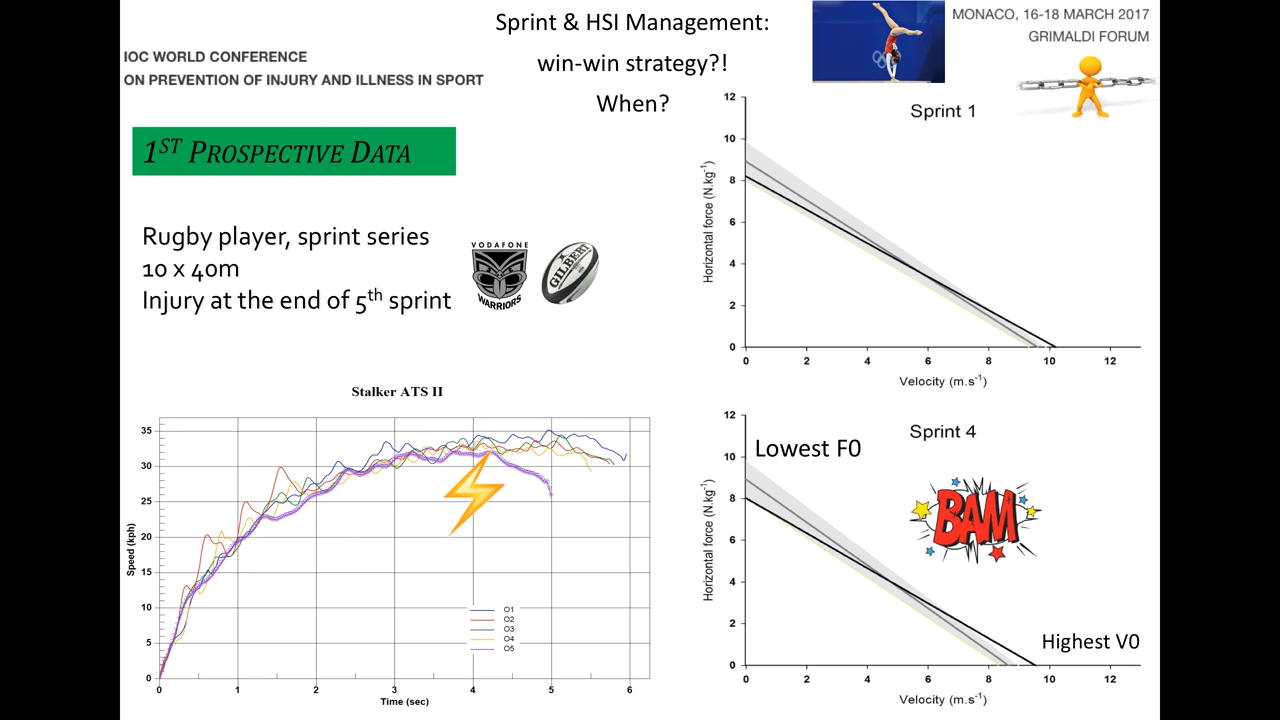 Sprint & HSI Management:
win-win strategy?!
When?
IOC WORLD CONFERENCE
ON PREVENTION OF INJURY AND ILLNESS IN SPORT
MONACO, 16-18 MARCH 2017
GRIMALDI FORUM
1ST PROSPECTIVE DATA
Rugby player, sprint series
10 x 40m
Injury at the end of 5th sprint
VODAFONE
WARRIORS
GILBERT
Stalker ATS II
35
30
25
20
15
10
5
0
Speed (kph)
O1
O2
O3
O4
O5
0 1 2 3 4 5 6
Time (sec)
Sprint 1
12
10
8
6
4
2
0
Horizontal force (N.kg-1)
0 2 4 6 8 10 12
Velocity (m.s-1)
Sprint 4
Lowest F0
BAM
Highest V0
12
10
8
6
4
2
0
Horizontal force (N.kg-1)
0 2 4 6 8 10 12
Velocity (m.s-1)